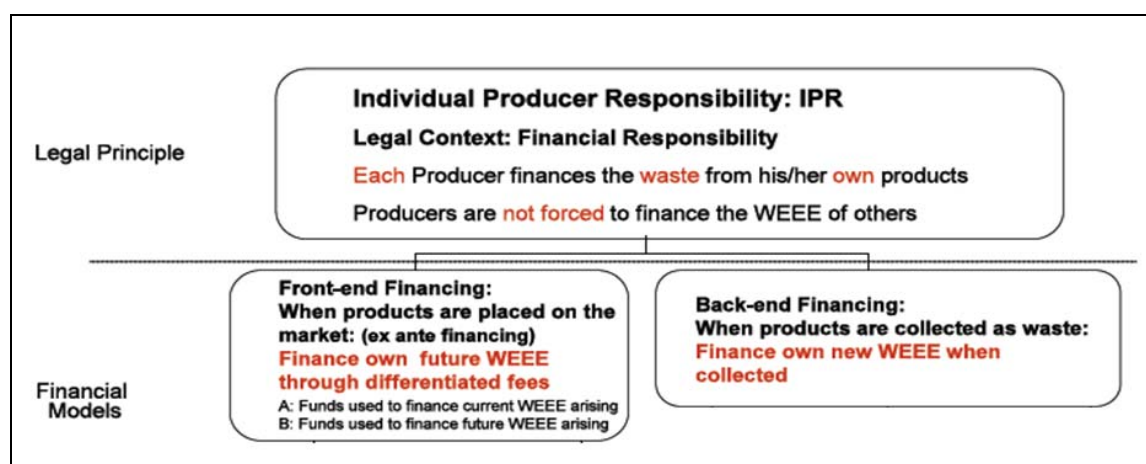 Legal Principle
Individual Producer Responsibility: IPR
Legal Context: Financial Responsibility
Each Producer finances the waste from his/her own products
Producers are not forced to finance the WEEE of others
Financial
Models
Front-end Financing:
When products are placed on the
market: (ex ante financing)
Finance own future WEEE
through differentiated fees
A: Funds used to finance current WEEE arising
B: Funds used to finance future WEEE arising
Back-end Financing:
When products are collected as waste:
Finance own new WEEE when
collected